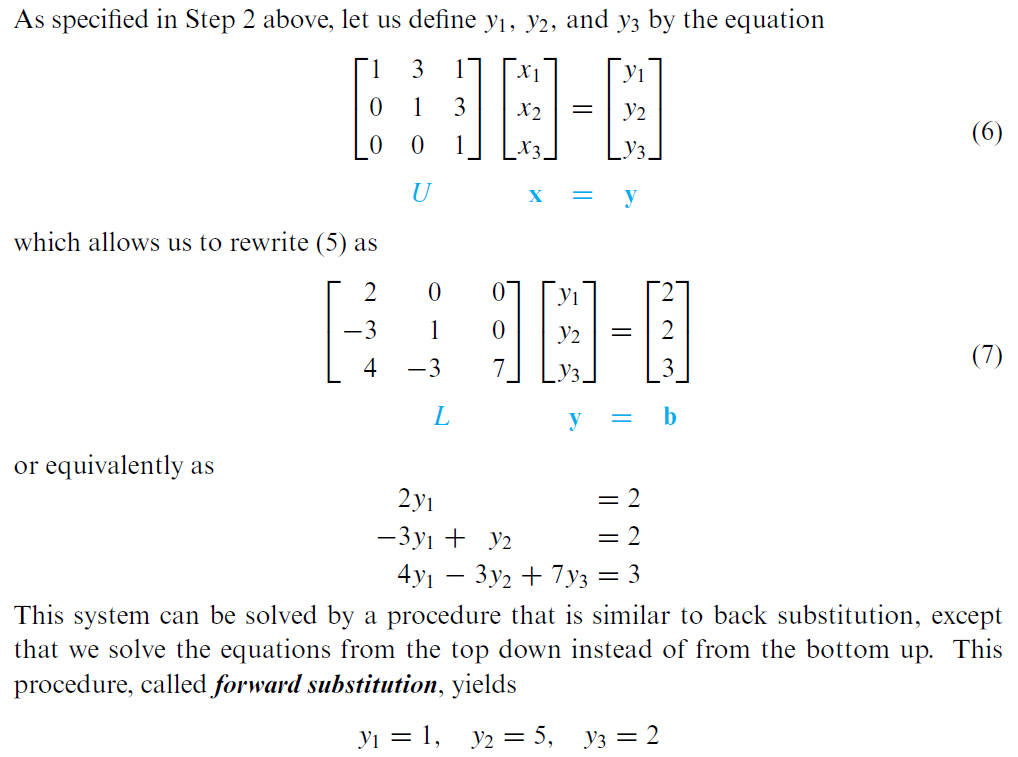 As specified in Step 2 above, let us define y₁, y₂, and y₃ by the equation
[1 3 1] [x₁] [y₁]
[0 1 3] [x₂] = [y₂]
[0 0 1] [x₃] [y₃]
(6)
U x = y
which allows us to rewrite (5) as
[2 0 0] [y₁] [2]
[−3 1 0] [y₂] = [2]
[4 −3 7] [y₃] [3]
(7)
L y = b
or equivalently as
2y₁ = 2
−3y₁ + y₂ = 2
4y₁ − 3y₂ + 7y₃ = 3
This system can be solved by a procedure that is similar to back substitution, except
that we solve the equations from the top down instead of from the bottom up. This
procedure, called forward substitution, yields
y₁ = 1, y₂ = 5, y₃ = 2